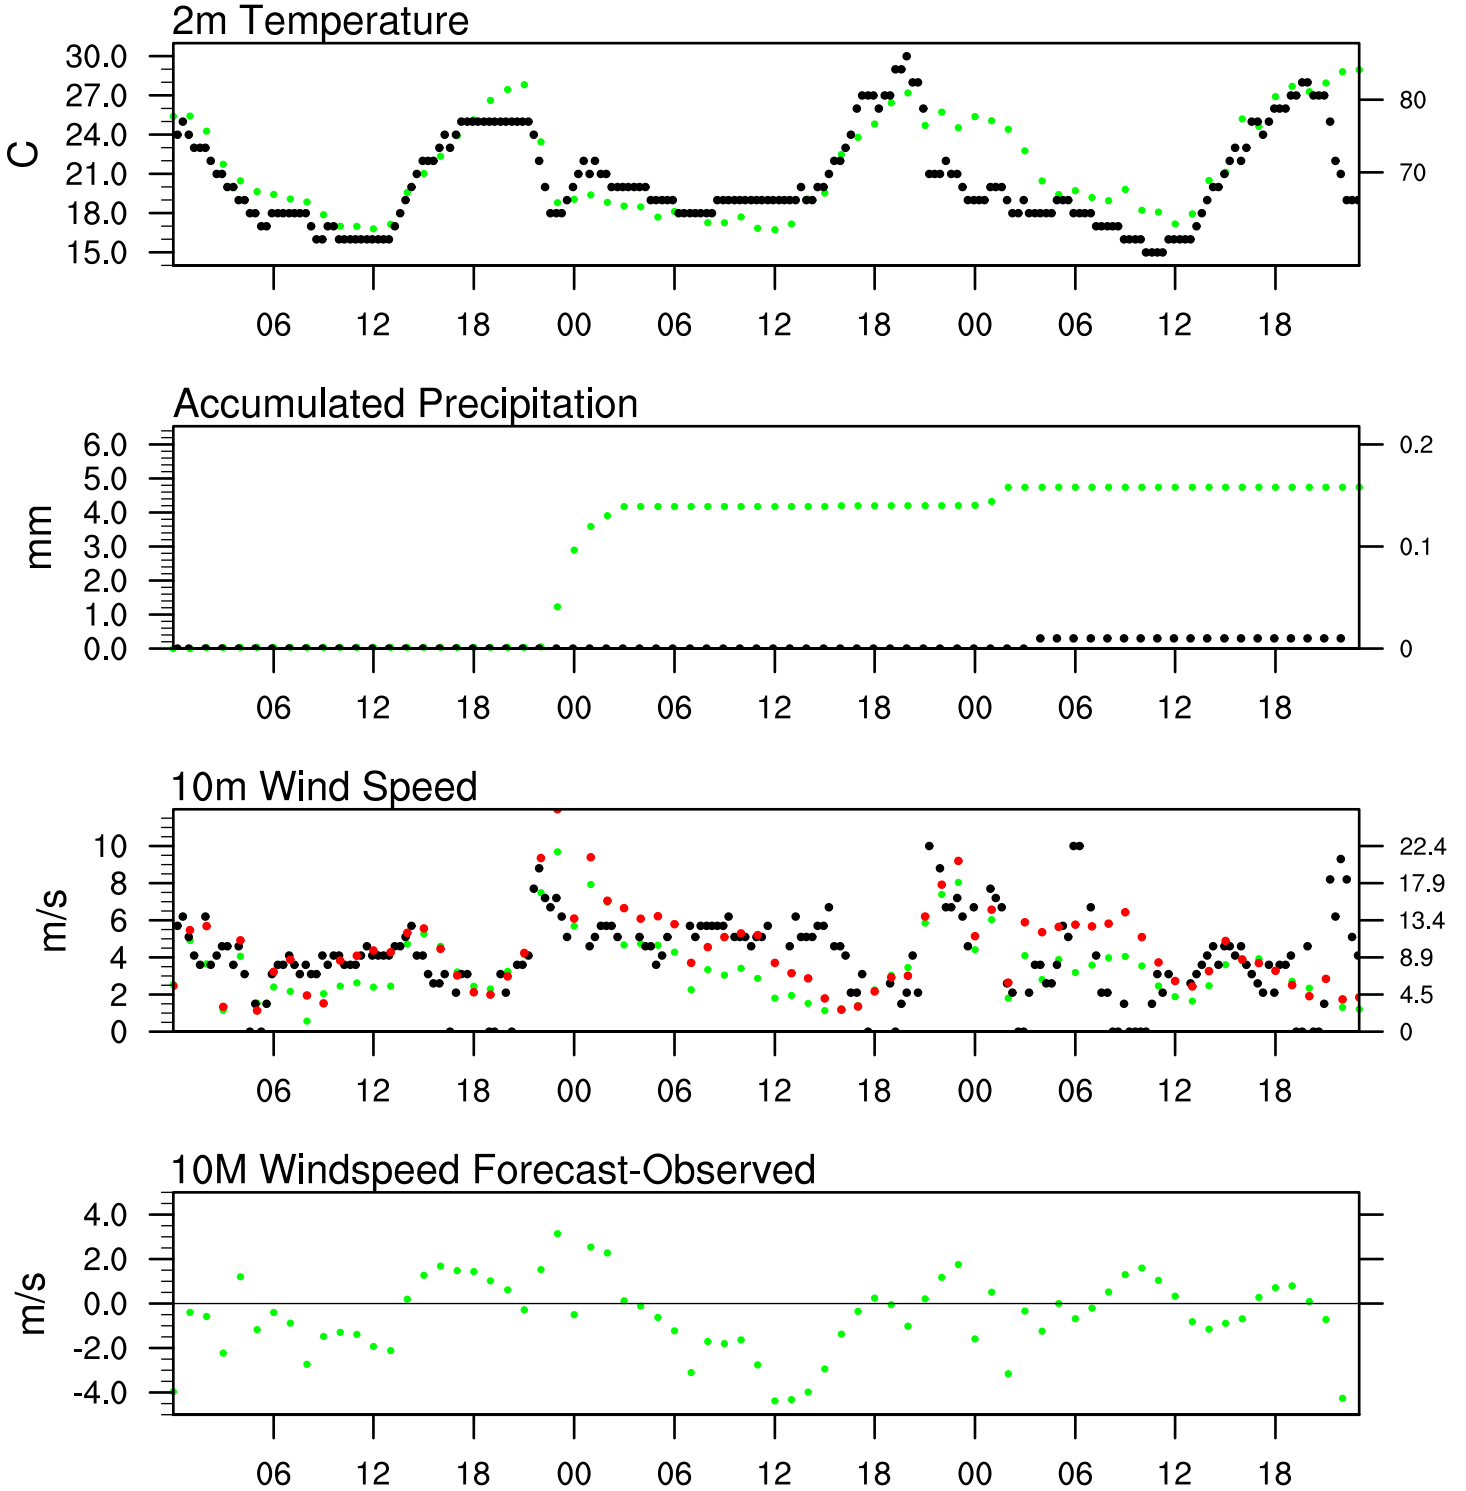 2m Temperature
30.0
27.0
24.0
21.0
18.0
15.0
C
80
70
06 12 18 00 06 12 18 00 06 12 18
Accumulated Precipitation
6.0
5.0
4.0
3.0
2.0
1.0
0.0
mm
0.2
0.1
0
06 12 18 00 06 12 18 00 06 12 18
10m Wind Speed
10
8
6
4
2
0
m/s
22.4
17.9
13.4
8.9
4.5
0
06 12 18 00 06 12 18 00 06 12 18
10M Windspeed Forecast-Observed
4.0
2.0
0.0
-2.0
-4.0
m/s
06 12 18 00 06 12 18 00 06 12 18